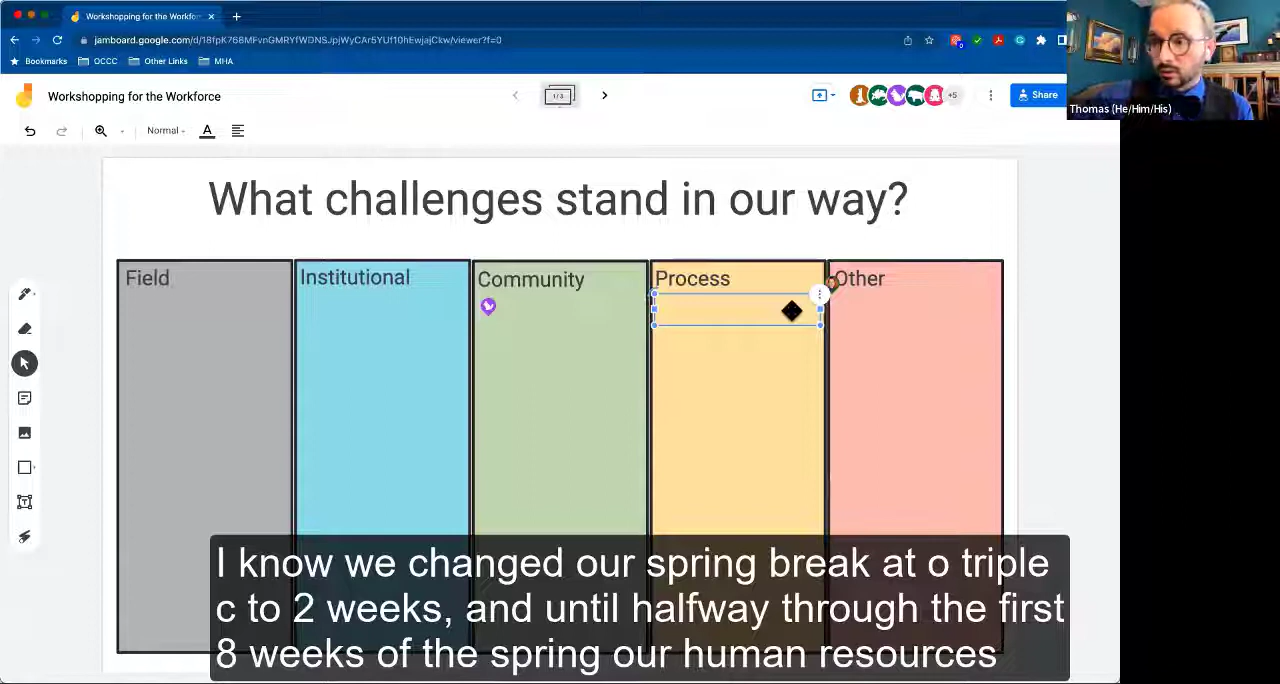 Workshopping for the Workfor
jamboard.google.com/d/18fpK768MFvnGMRYfWDNSJpjWyCAr5YUf10hEwjajCkw/viewer?f=0
Bookmarks OCCC Other Links MHA
Workshopping for the Workforce
1/3
+5
Share
Thomas (He/Him/His)
Normal
What challenges stand in our way?
Field Institutional Community Process Other
I know we changed our spring break at o triple
c to 2 weeks, and until halfway through the first
8 weeks of the spring our human resources